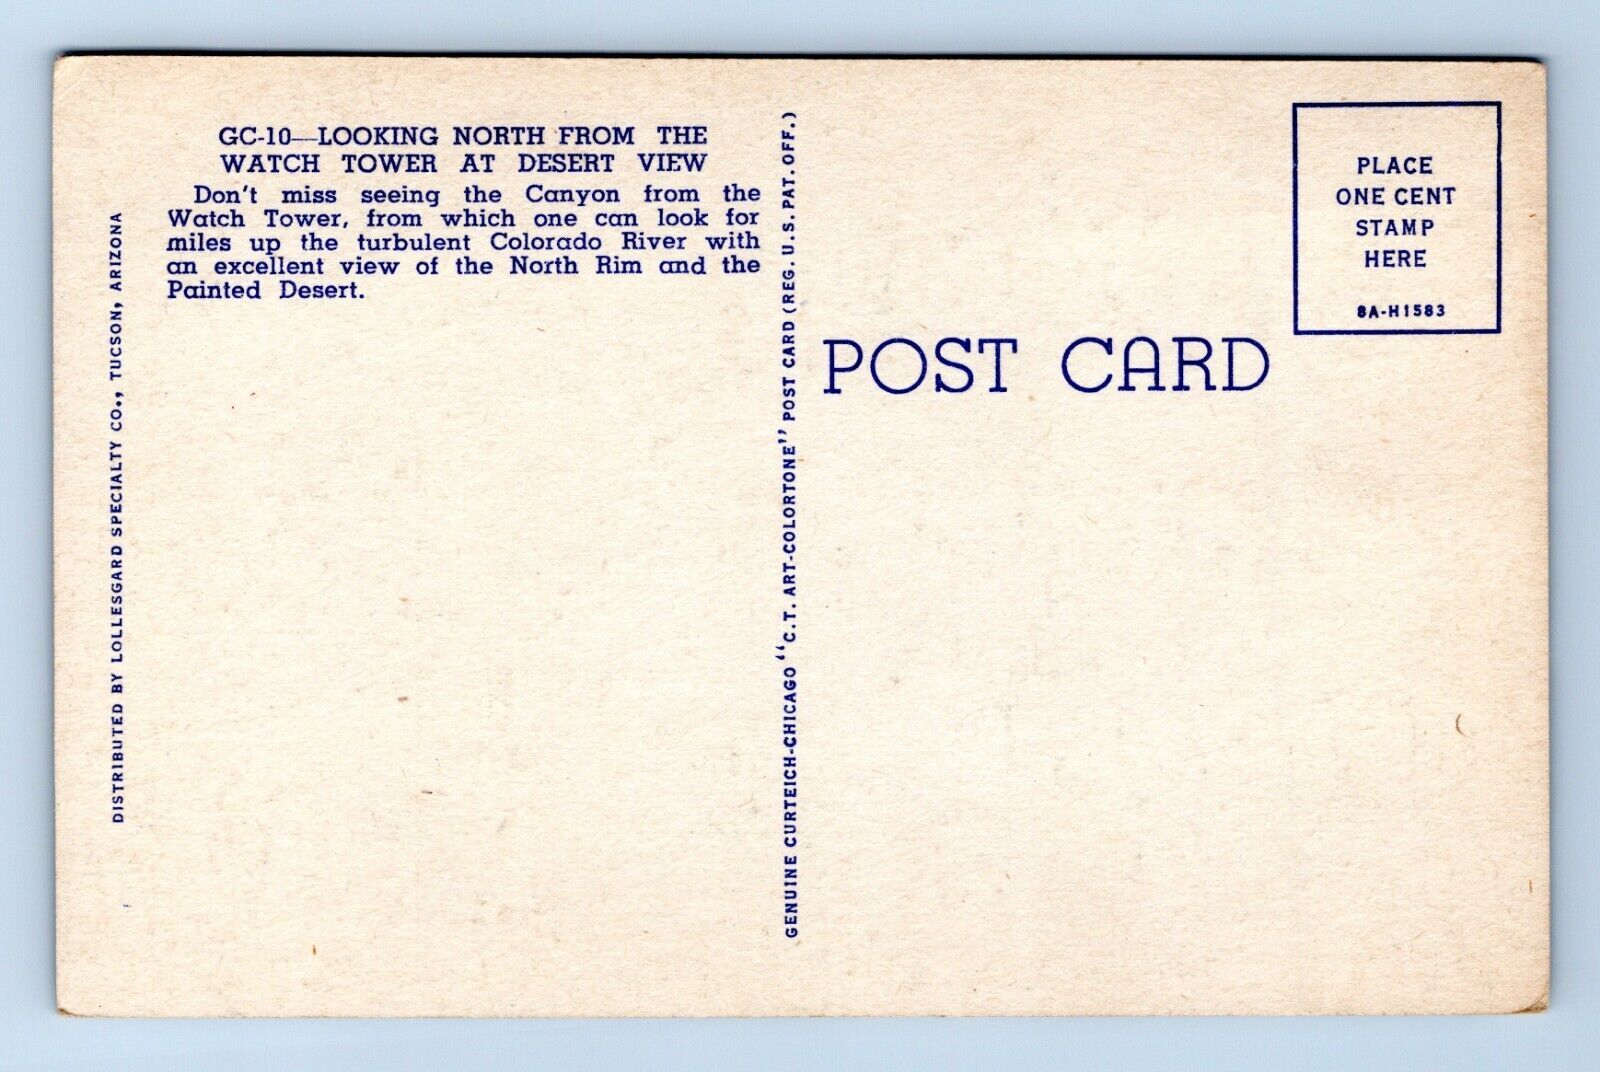 GC-10—LOOKING NORTH FROM THE
WATCH TOWER AT DESERT VIEW
Don't miss seeing the Canyon from the
Watch Tower, from which one can look for
miles up the turbulent Colorado River with
an excellent view of the North Rim and the
Painted Desert.
DISTRIBUTED BY LOLLESGARD SPECIALTY CO., TUCSON, ARIZONA
GENUINE CURTEICH-CHICAGO "C.T. ART-COLORTONE" POST CARD (REG. U.S. PAT. OFF.)
PLACE
ONE CENT
STAMP
HERE
8A-H1583
POST CARD